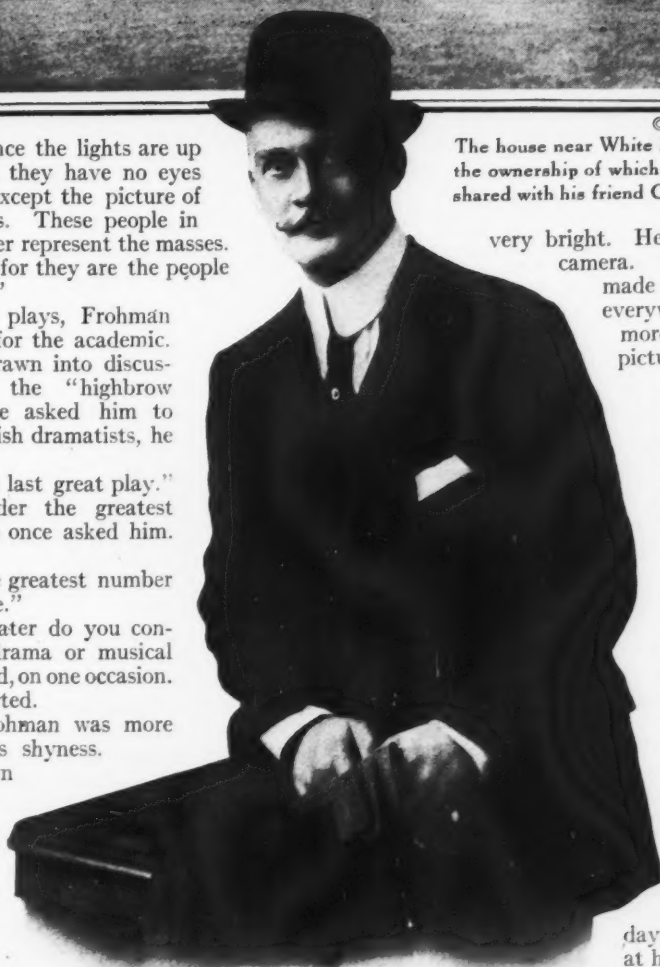 nce the lights are up
they have no eyes
xcept the picture of
s. These people in
er represent the masses.
for they are the people
”
plays, Frohman
for the academic.
rawn into discus-
the “highbrow
e asked him to
ish dramatists, he
last great play.”
der the greatest
once asked him.
greatest number
e.”
ater do you con-
rama or musical
d, on one occasion.
ted.
ohman was more
s shyness.
n
©
The house near White
the ownership of which
shared with his friend C
very bright. He
camera.
made
everyw
more
pictu
day
at h